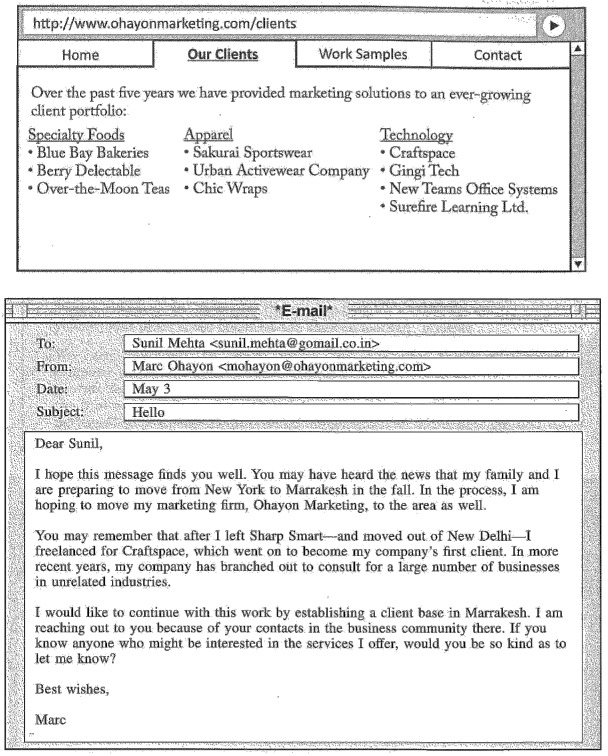 http://www.ohayonmarketing.com/clients
Home Our Clients Work Samples Contact
Over the past five years we have provided marketing solutions to an ever-growing
client portfolio:
Specialty Foods Apparel Technology
• Blue Bay Bakeries • Sakurai Sportswear • Craftspace
• Berry Delectable • Urban Activewear Company • Gingi Tech
• Over-the-Moon Teas • Chic Wraps • New Teams Office Systems
• Surefire Learning Ltd.
*E-mail*
To: Sunil Mehta <sunil.mehta@gomail.co.in>
From: Marc Ohayon <mohayon@ohayonmarketing.com>
Date: May 3
Subject: Hello
Dear Sunil,
I hope this message finds you well. You may have heard the news that my family and I
are preparing to move from New York to Marrakesh in the fall. In the process, I am
hoping to move my marketing firm, Ohayon Marketing, to the area as well.
You may remember that after I left Sharp Smart—and moved out of New Delhi—I
freelanced for Craftspace, which went on to become my company's first client. In more
recent years, my company has branched out to consult for a large number of businesses
in unrelated industries.
I would like to continue with this work by establishing a client base in Marrakesh. I am
reaching out to you because of your contacts in the business community there. If you
know anyone who might be interested in the services I offer, would you be so kind as to
let me know?
Best wishes,
Marc